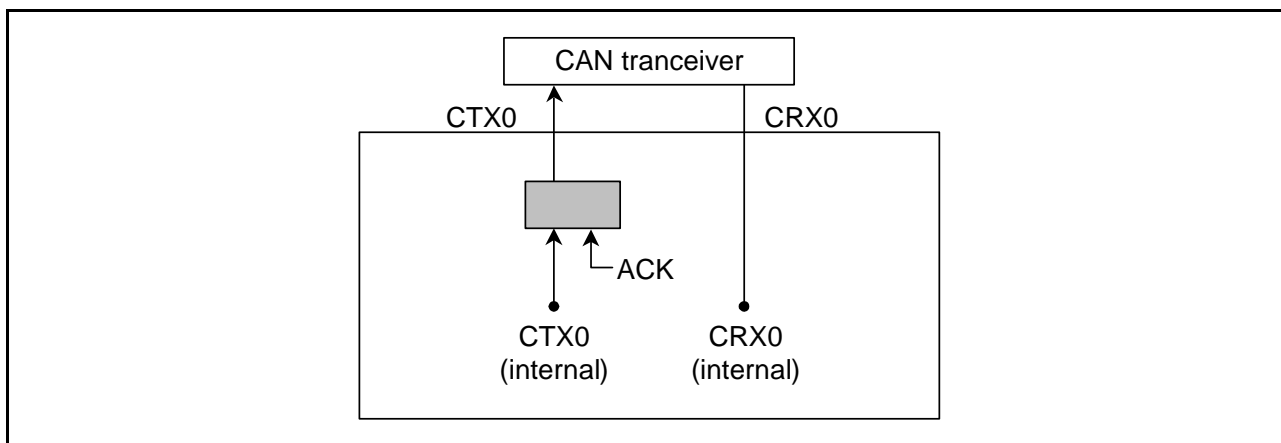 CAN tranceiver
CTX0
CRX0
ACK
CTX0
(internal)
CRX0
(internal)